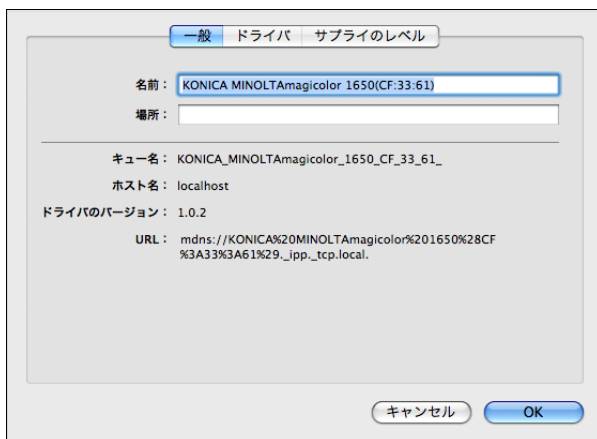 一般 ドライバ サプライのレベル
名前： KONICA MINOLTAmagicolor 1650(CF:33:61)
場所：
キュー名： KONICA_MINOLTAmagicolor_1650_CF_33_61_
ホスト名： localhost
ドライバのバージョン： 1.0.2
URL： mdns://KONICA%20MINOLTAmagicolor%201650%28CF
%3A33%3A61%29._ipp._tcp.local.
キャンセル OK